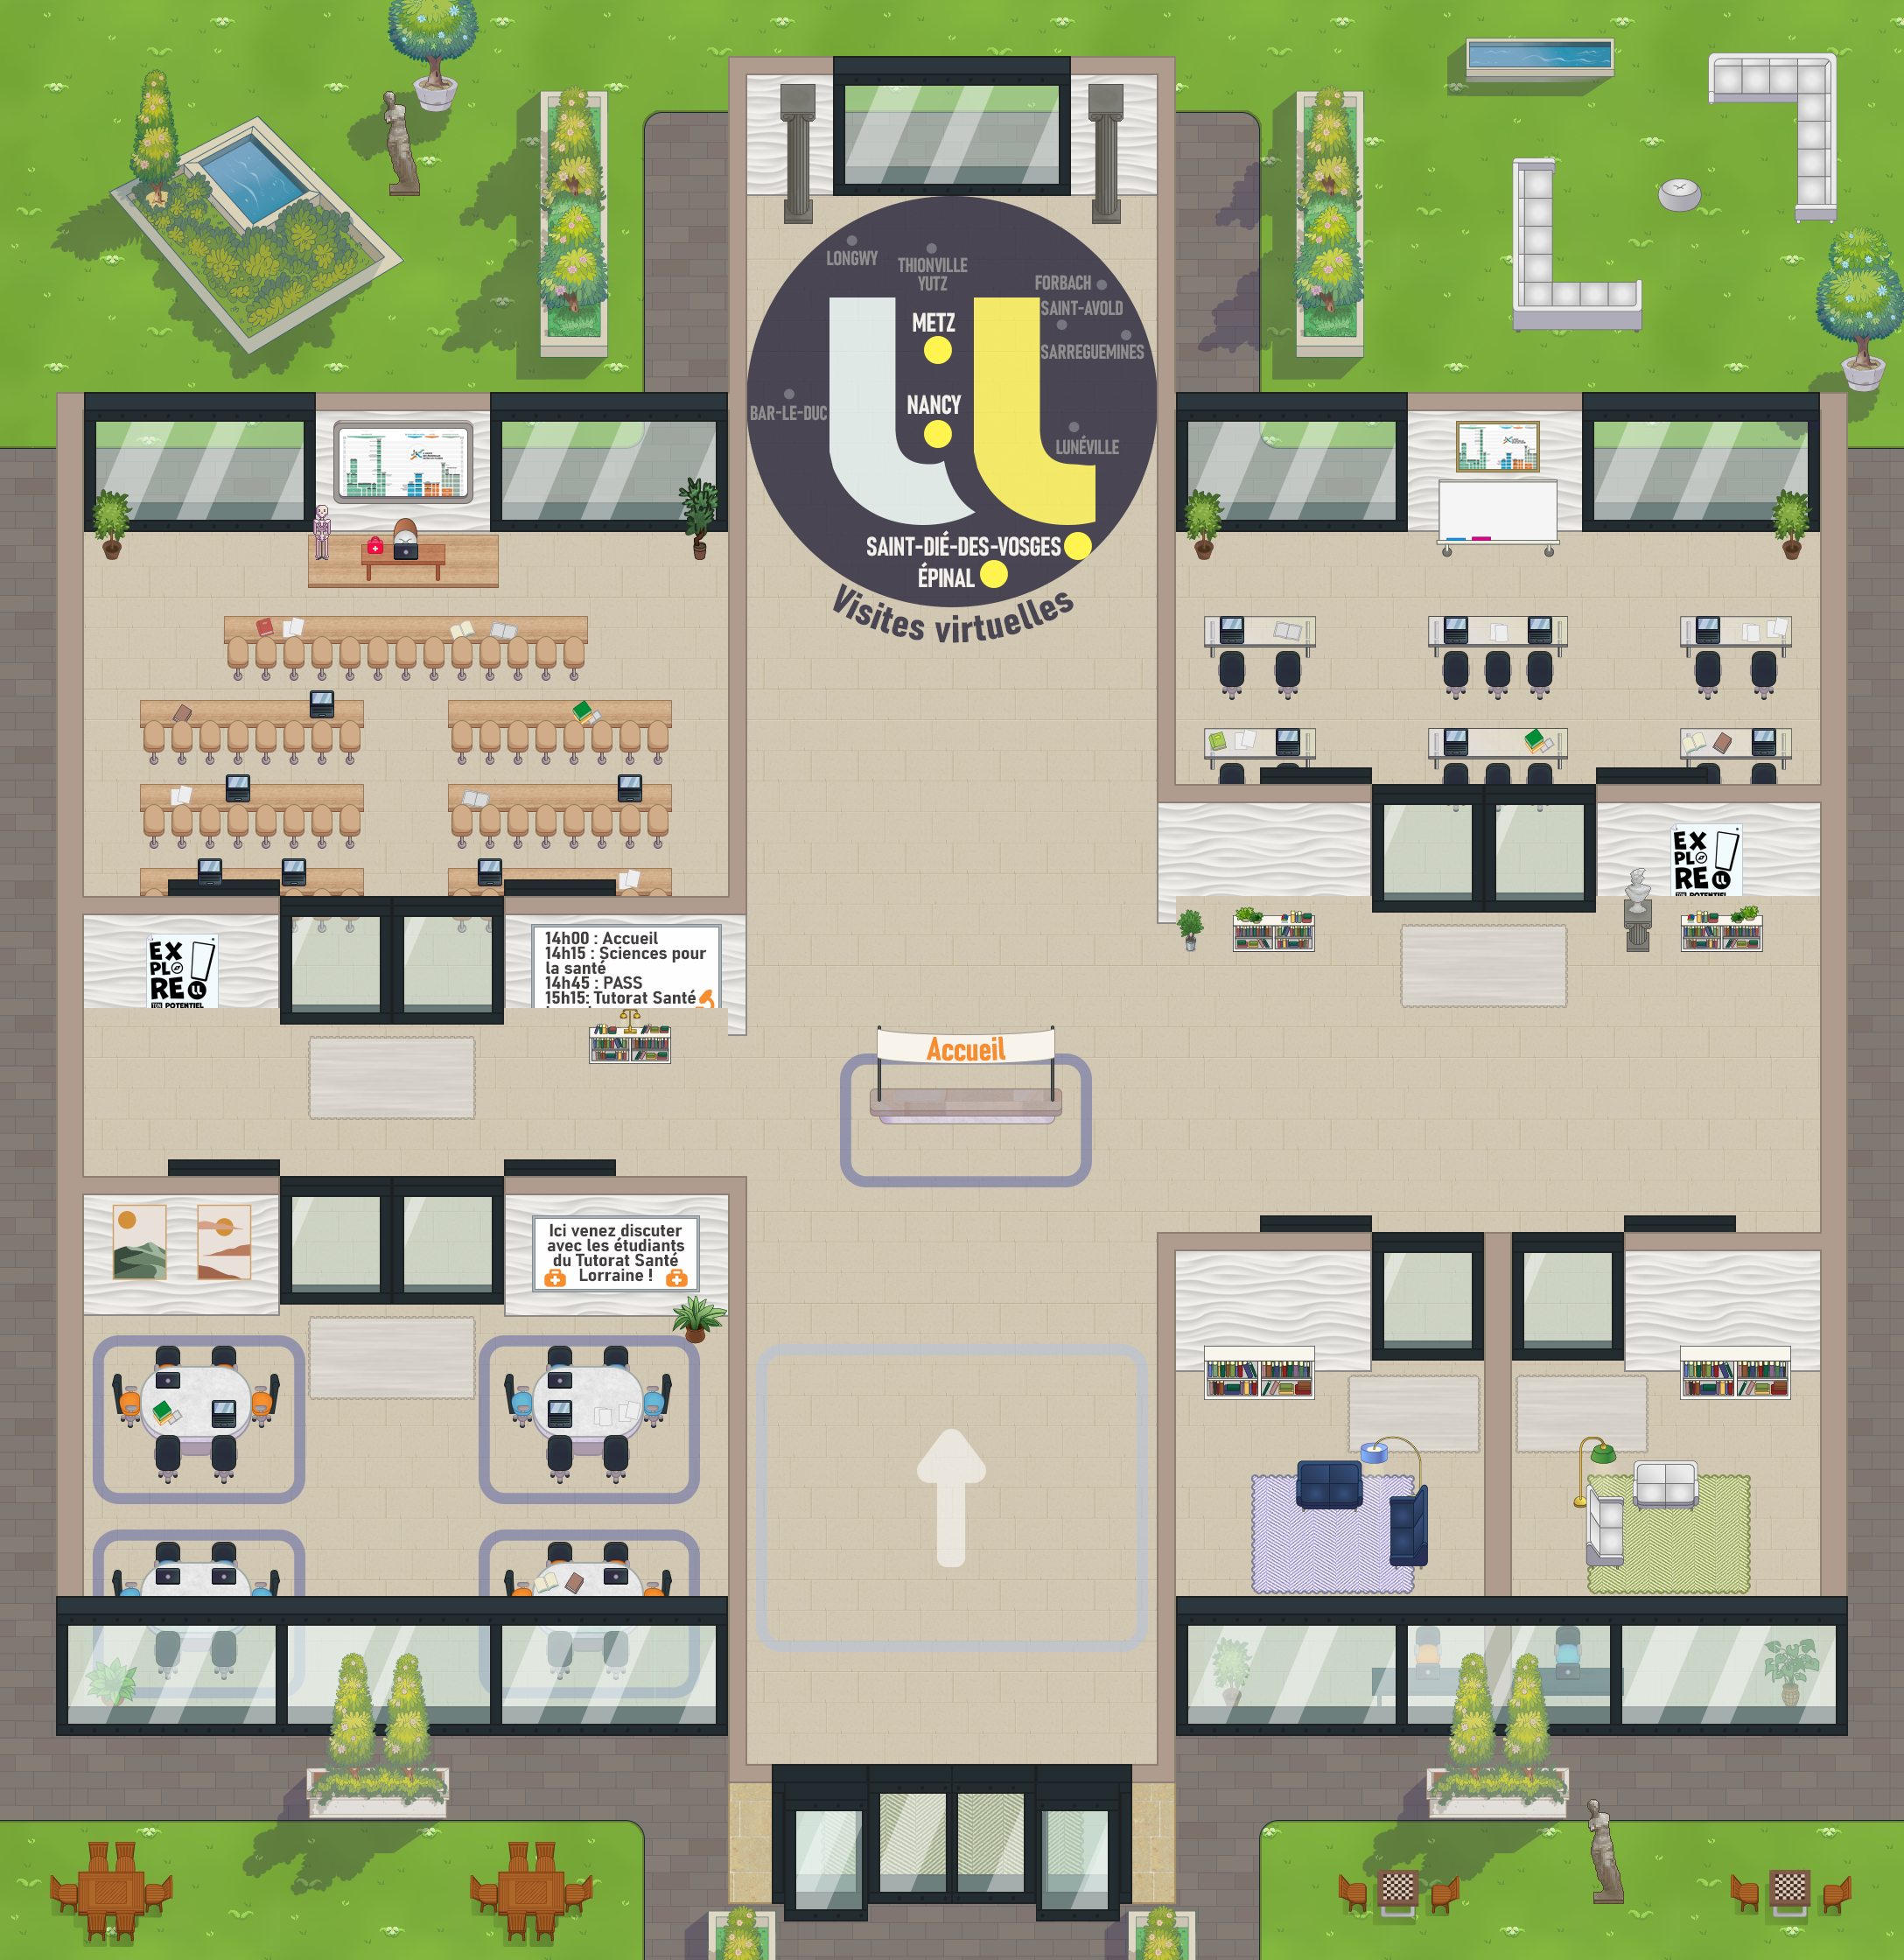 LONGWY
THIONVILLE
YUTZ
FORBACH
SAINT-AVOLD
METZ
SARREGUEMINES
NANCY
BAR-LE-DUC
LUNÉVILLE
SAINT-DIÉ-DES-VOSGES
ÉPINAL
Visites virtuelles
EX
PL
RE
TON POTENTIEL
EX
PL
RE
14h00 : Accueil
14h15 : Sciences pour
la santé
14h45 : PASS
15h15: Tutorat Santé
Accueil
Ici venez discuter
avec les étudiants
du Tutorat Santé
Lorraine !